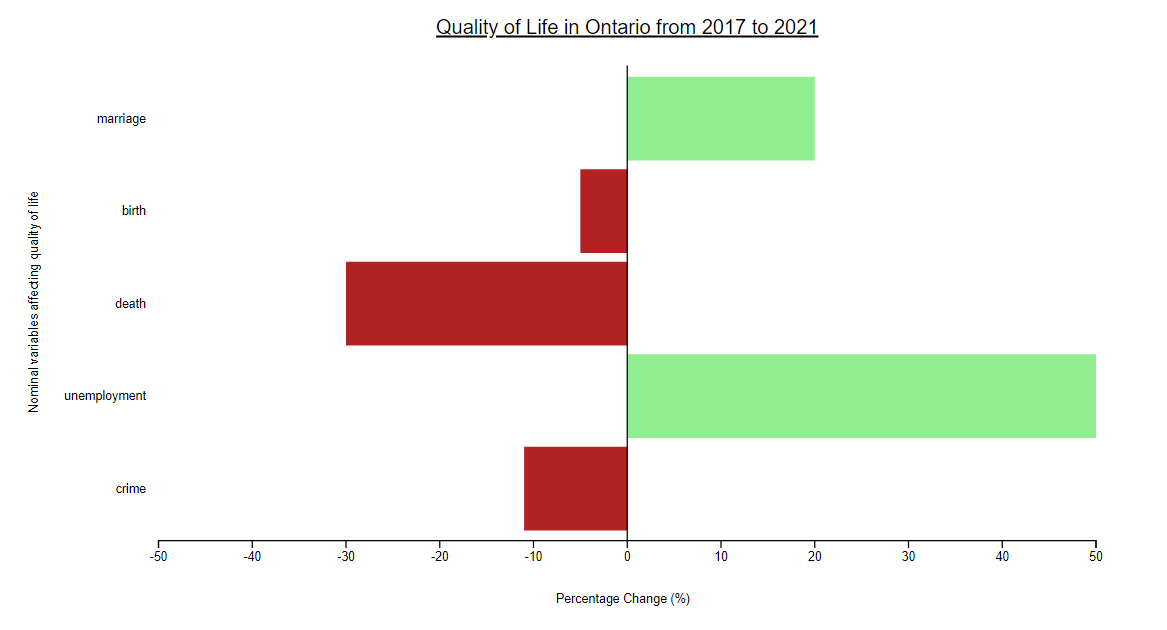 Quality of Life in Ontario from 2017 to 2021
marriage
birth
death
unemployment
crime
Nominal variables affecting quality of life
-50 -40 -30 -20 -10 0 10 20 30 40 50
Percentage Change (%)